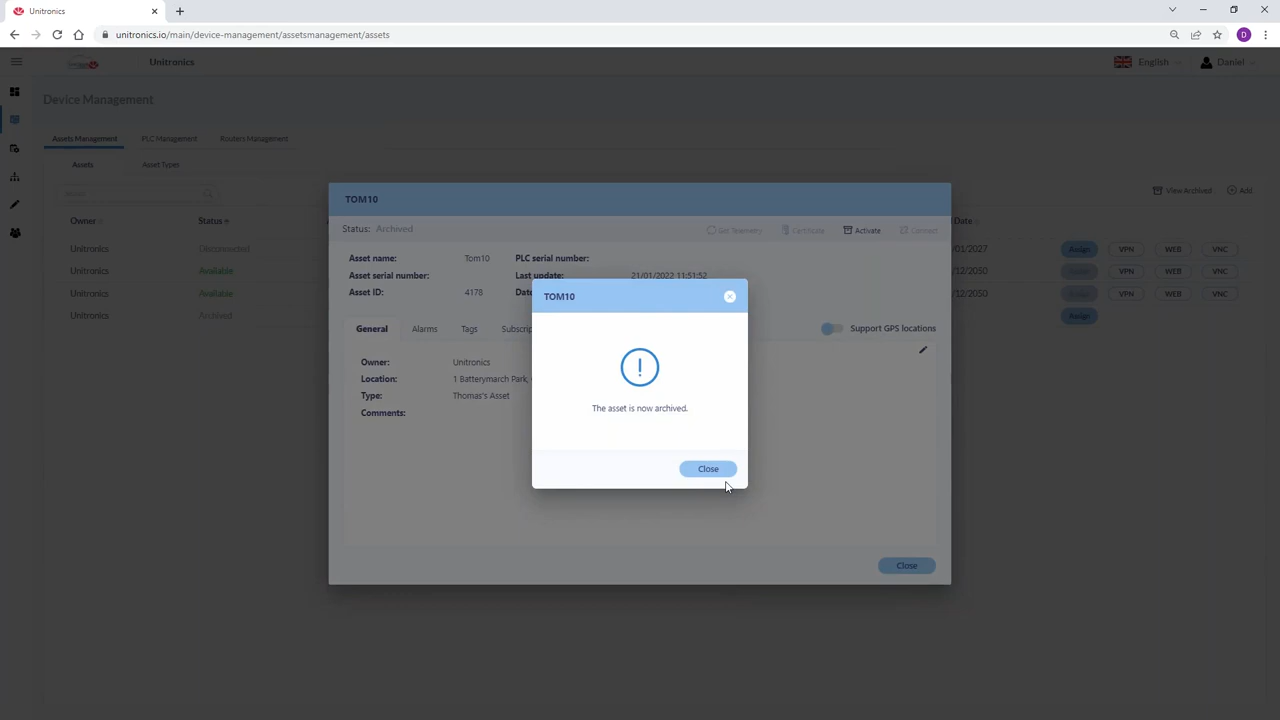 Unitronics
unitronics.io/main/device-management/assetsmanagement/assets
D
Unitronics
English
Daniel
Device Management
Assets Management PLC Management Routers Management
Assets Asset Types
View Archived Add
Owner Status Date
Unitronics Disconnected /01/2027 Assign VPN WEB VNC
Unitronics Available /12/2050 VPN WEB VNC
Unitronics Available /12/2050 VPN WEB VNC
Unitronics Archived Assign
TOM10
Status: Archived Get Telemetry Certificate Activate Connect
Asset name: Tom10 PLC serial number:
Asset serial number: Last update: 21/01/2022 11:51:52
Asset ID: 4178 Date
General Alarms Tags Subscrip Support GPS locations
Owner: Unitronics
Location: 1 Batterymarch Park,
Type: Thomas's Asset
Comments:
Close
TOM10
The asset is now archived.
Close